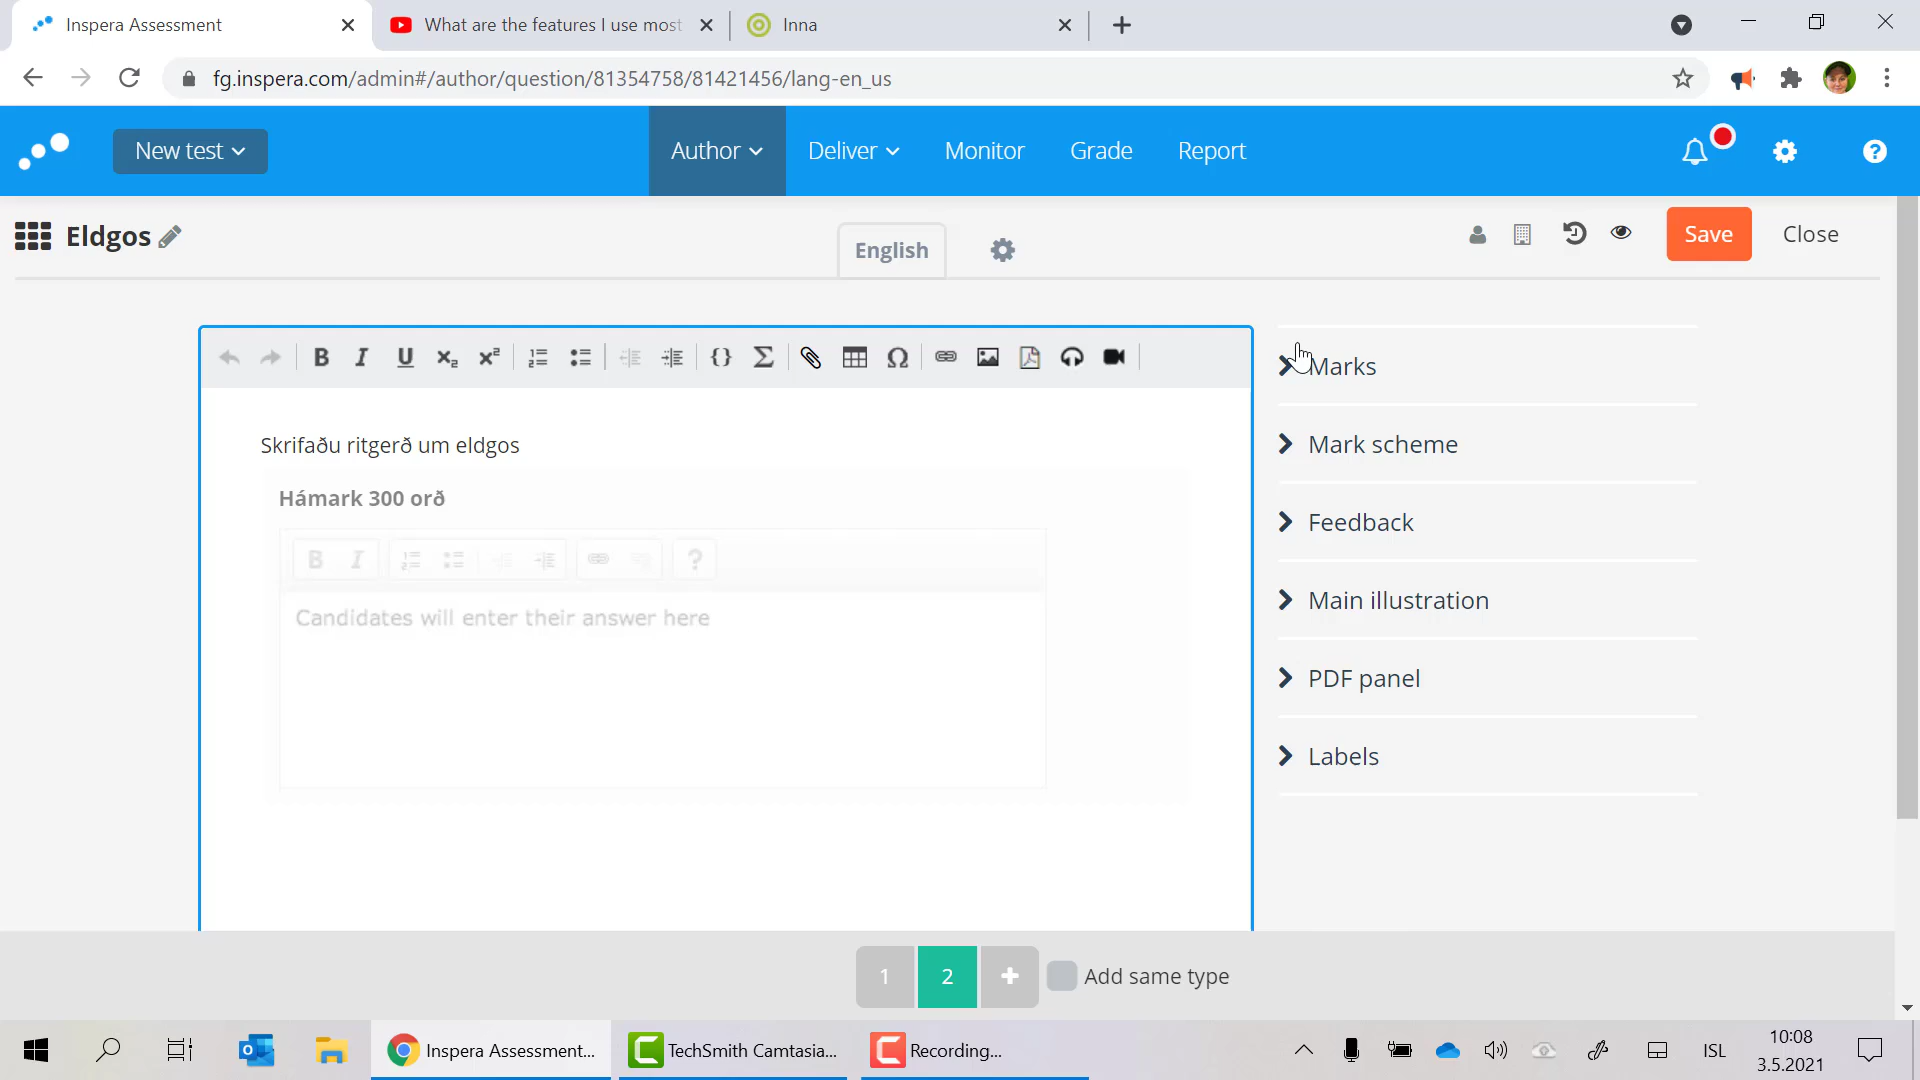 Inspera Assessment
What are the features I use most
Inna
fg.inspera.com/admin#/author/question/81354758/81421456/lang-en_us
New test
Author
Deliver
Monitor
Grade
Report
Eldgos
English
Save
Close
Skrifaðu ritgerð um eldgos
Hámark 300 orð
Candidates will enter their answer here
Marks
Mark scheme
Feedback
Main illustration
PDF panel
Labels
1
2
Add same type
Inspera Assessment...
TechSmith Camtasia...
Recording...
ISL
10:08
3.5.2021